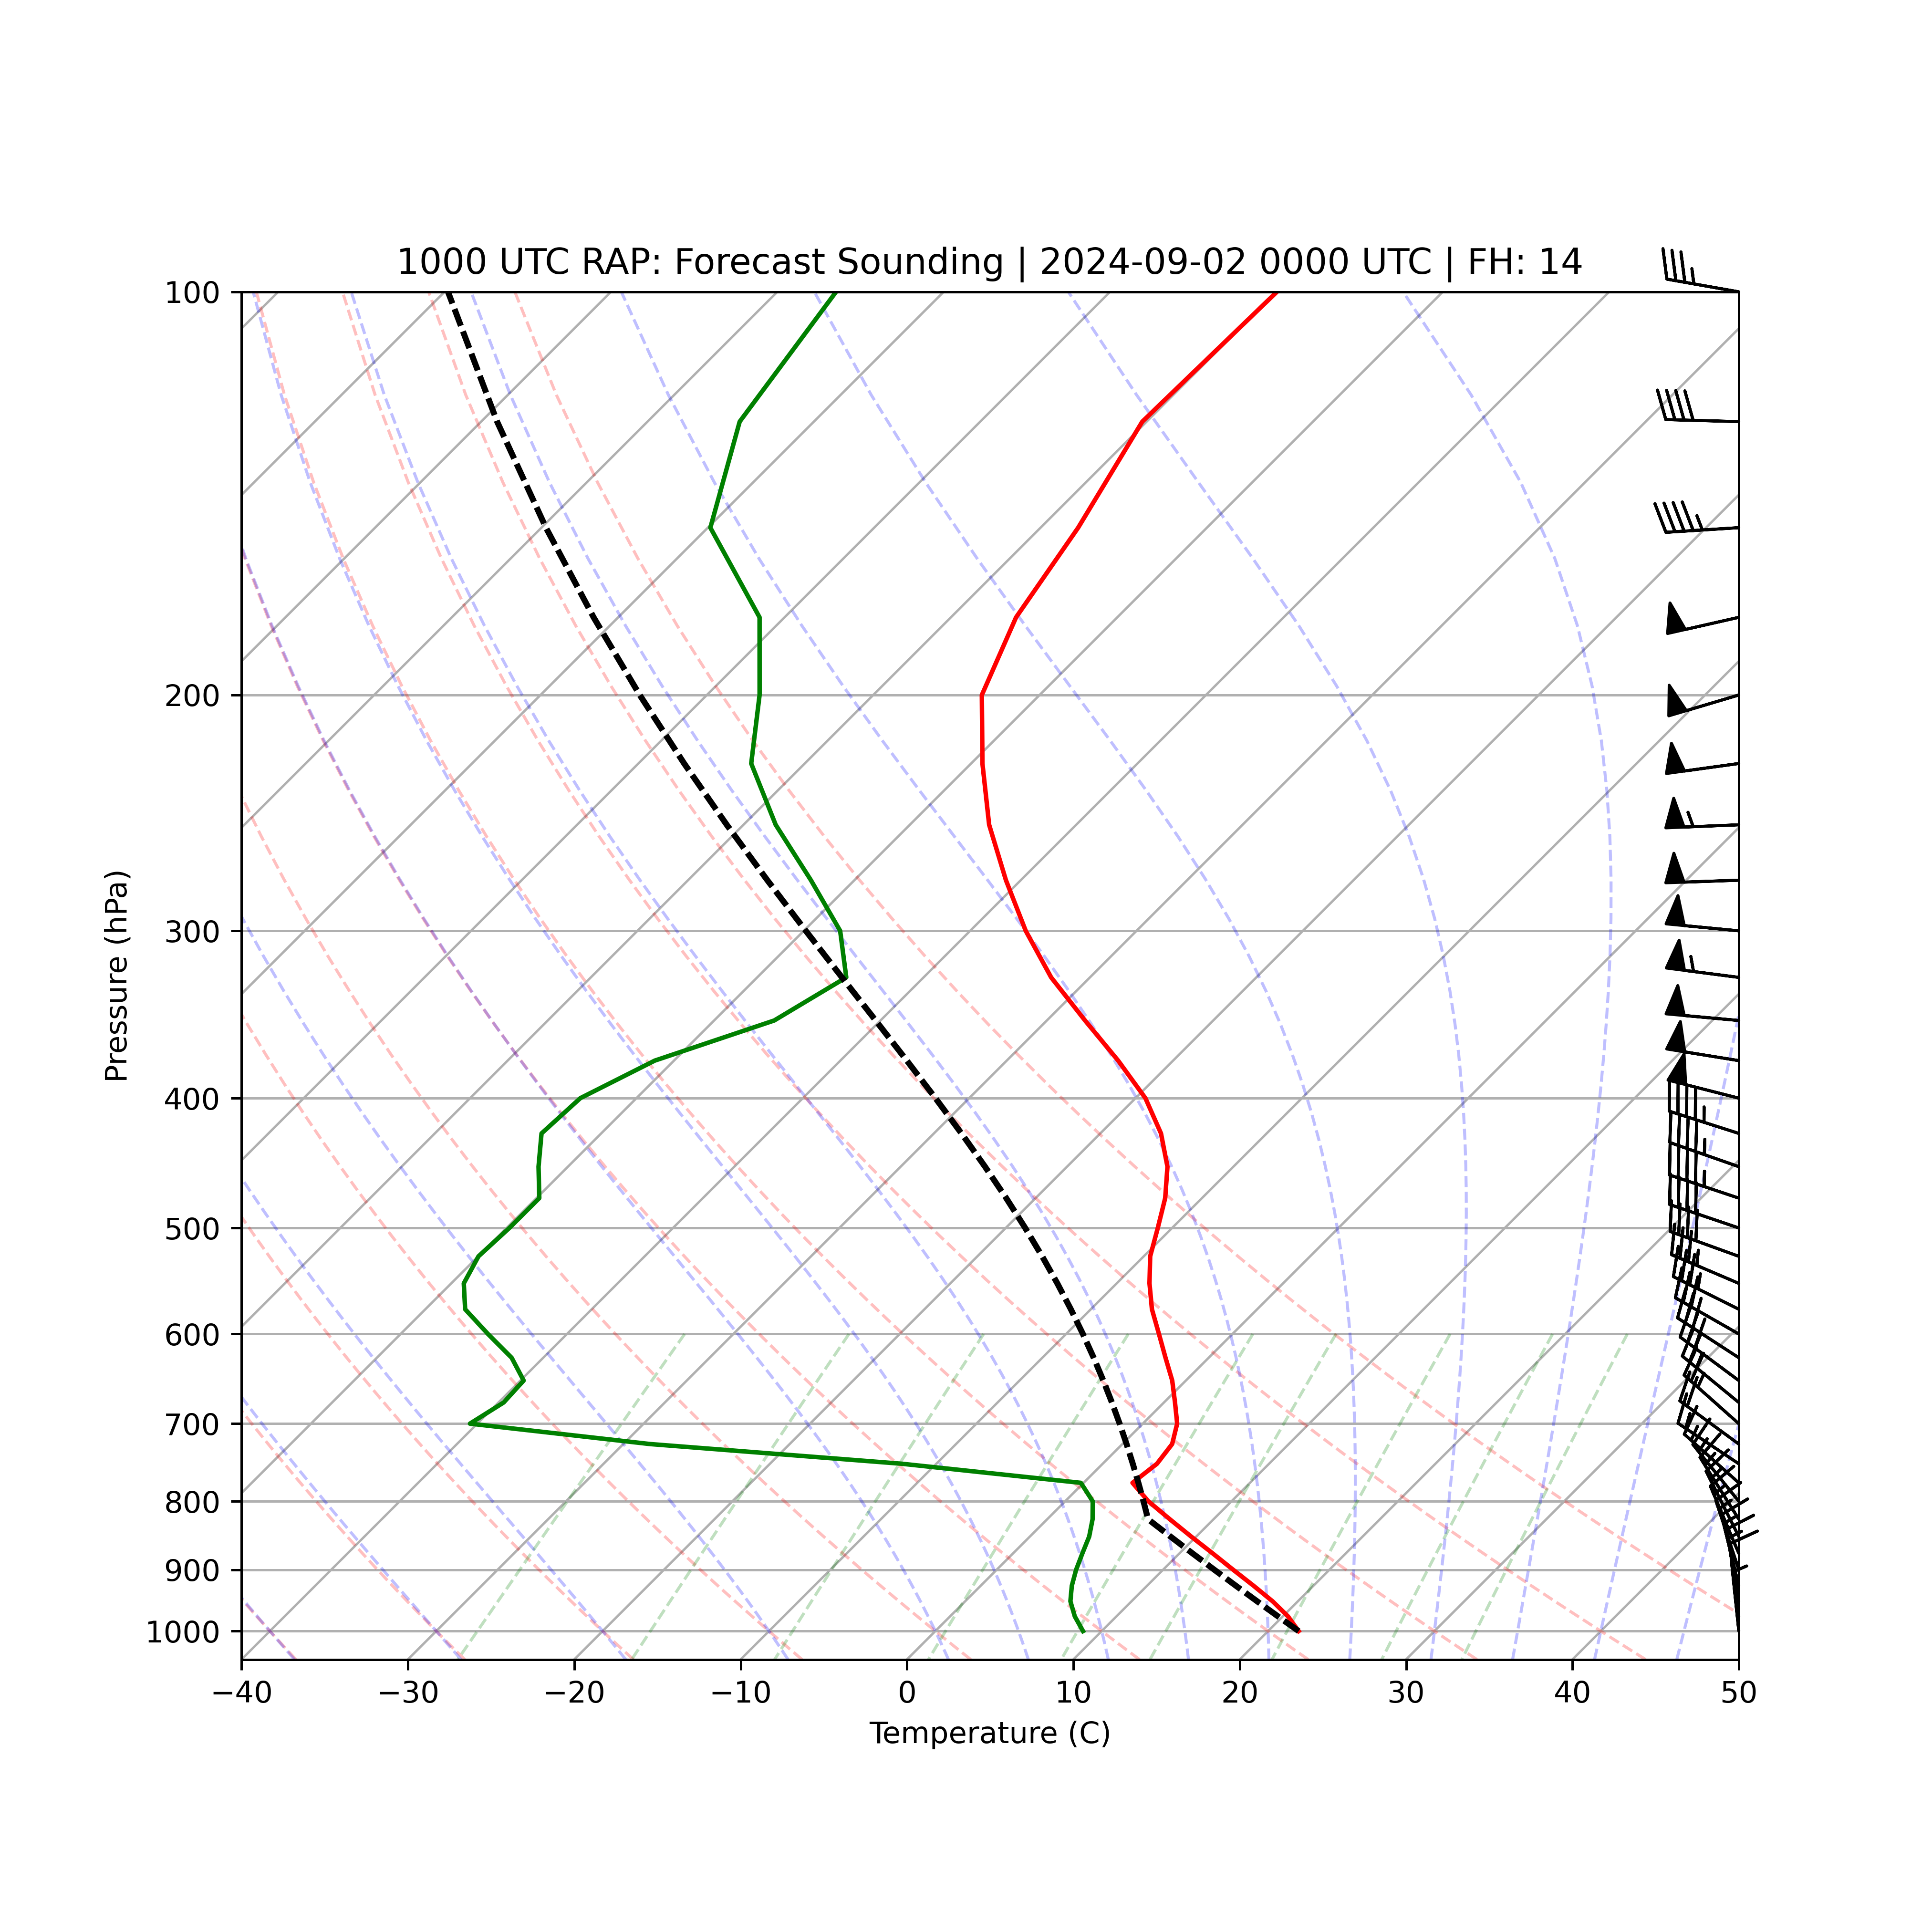 1000 UTC RAP: Forecast Sounding | 2024-09-02 0000 UTC | FH: 14
100
200
300
400
500
600
700
800
900
1000
Pressure (hPa)
−40 −30 −20 −10 0 10 20 30 40 50
Temperature (C)